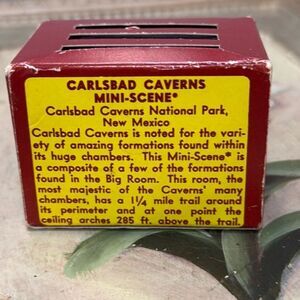 CARLSBAD CAVERNS
MINI-SCENE®
Carlsbad Caverns National Park,
New Mexico
Carlsbad Caverns is noted for the vari-
ety of amazing formations found within
its huge chambers. This Mini-Scene® is
a composite of a few of the formations
found in the Big Room. This room, the
most majestic of the Caverns' many
chambers, has a 1¼ mile trail around
its perimeter and at one point the
ceiling arches 285 ft. above the trail.